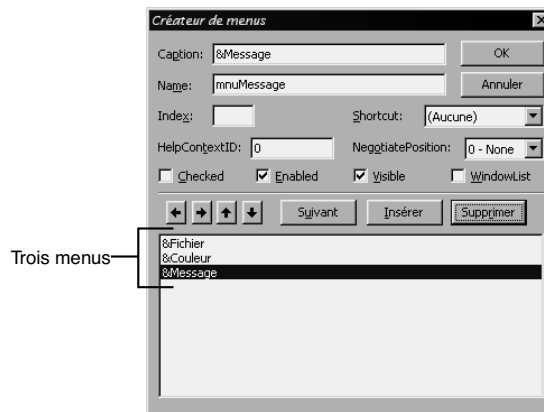 Créateur de menus
Caption: &Message
OK
Name: mnuMessage
Annuler
Index:
Shortcut: (Aucune)
HelpContextID: 0
NegotiatePosition: 0 - None
Checked
Enabled
Visible
WindowList
Suivant
Insérer
Supprimer
Trois menus
&Fichier
&Couleur
&Message